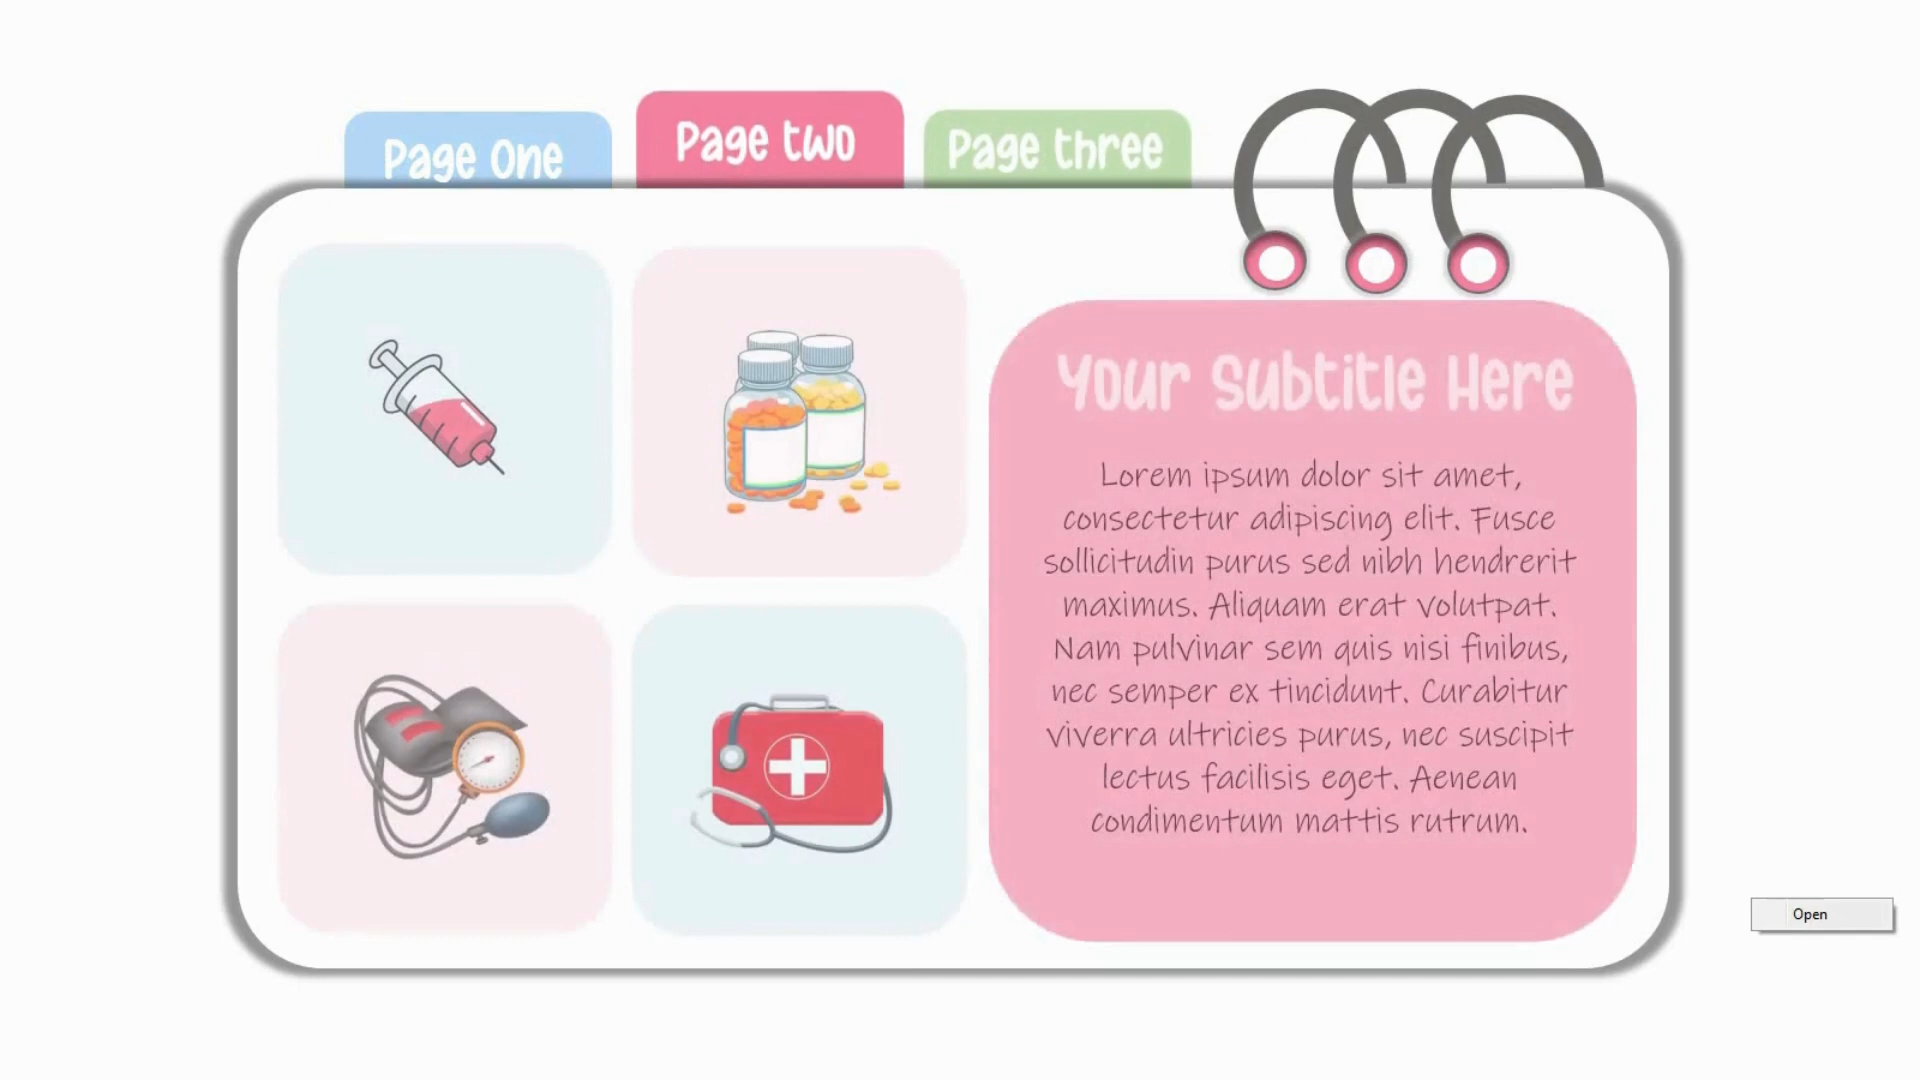 Page One
Page two
Page three
Your Subtitle Here
Lorem ipsum dolor sit amet,
consectetur adipiscing elit. Fusce
sollicitudin purus sed nibh hendrerit
maximus. Aliquam erat volutpat.
Nam pulvinar sem quis nisi finibus,
nec semper ex tincidunt. Curabitur
viverra ultricies purus, nec suscipit
lectus facilisis eget. Aenean
condimentum mattis rutrum.
Open